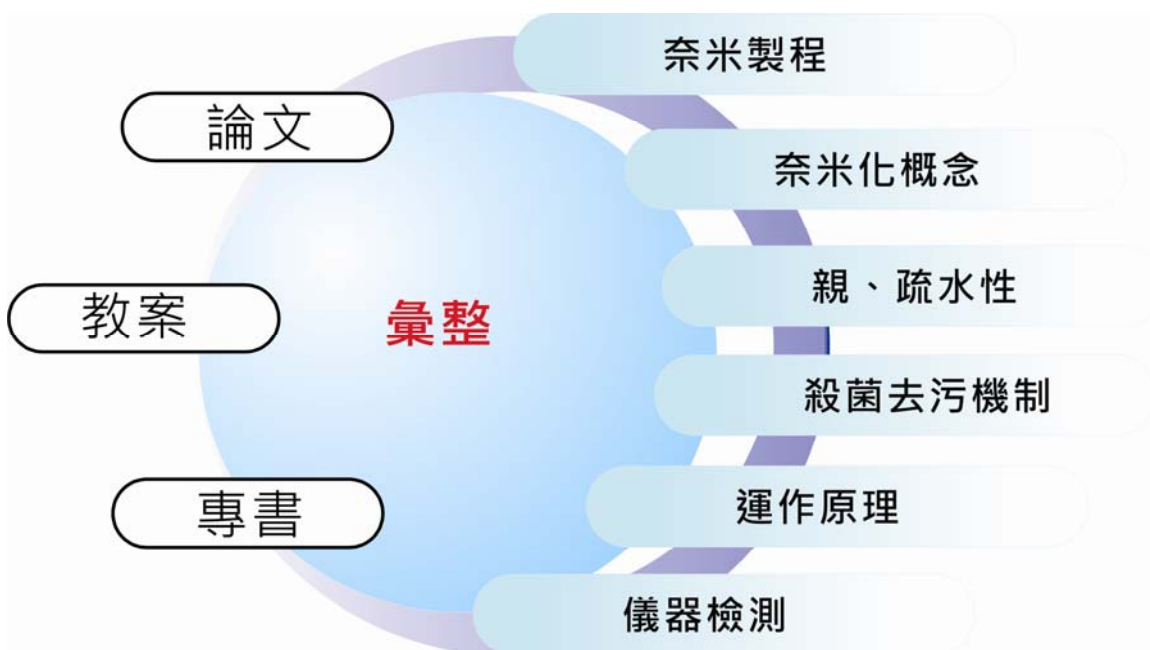 論文
教案
專書
彙整
奈米製程
奈米化概念
親、疏水性
殺菌去污機制
運作原理
儀器檢測